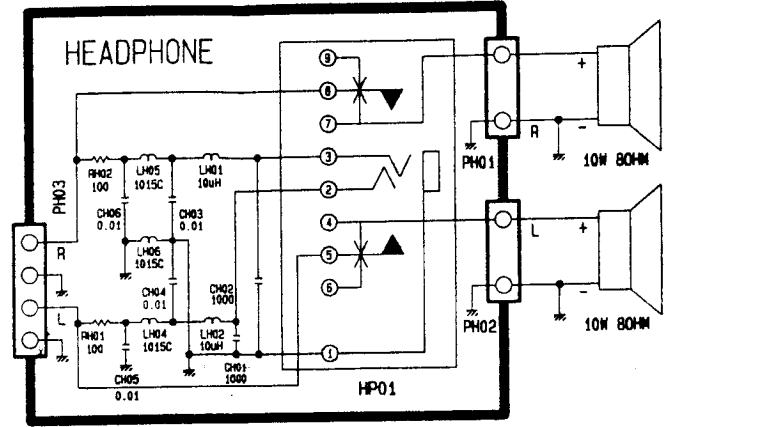 HEADPHONE
9
8
7
3
2
4
5
6
1
PH03
R
L
RH02
100
LH05
1015C
LH01
10uH
CH06
0.01
CH03
0.01
LH06
1015C
CH04
0.01
CH02
1000
RH01
100
LH04
1015C
LH02
10uH
CH05
0.01
CH01
1000
HP01
PH01
R
+
-
10W 8OHM
PH02
L
+
-
10W 8OHM